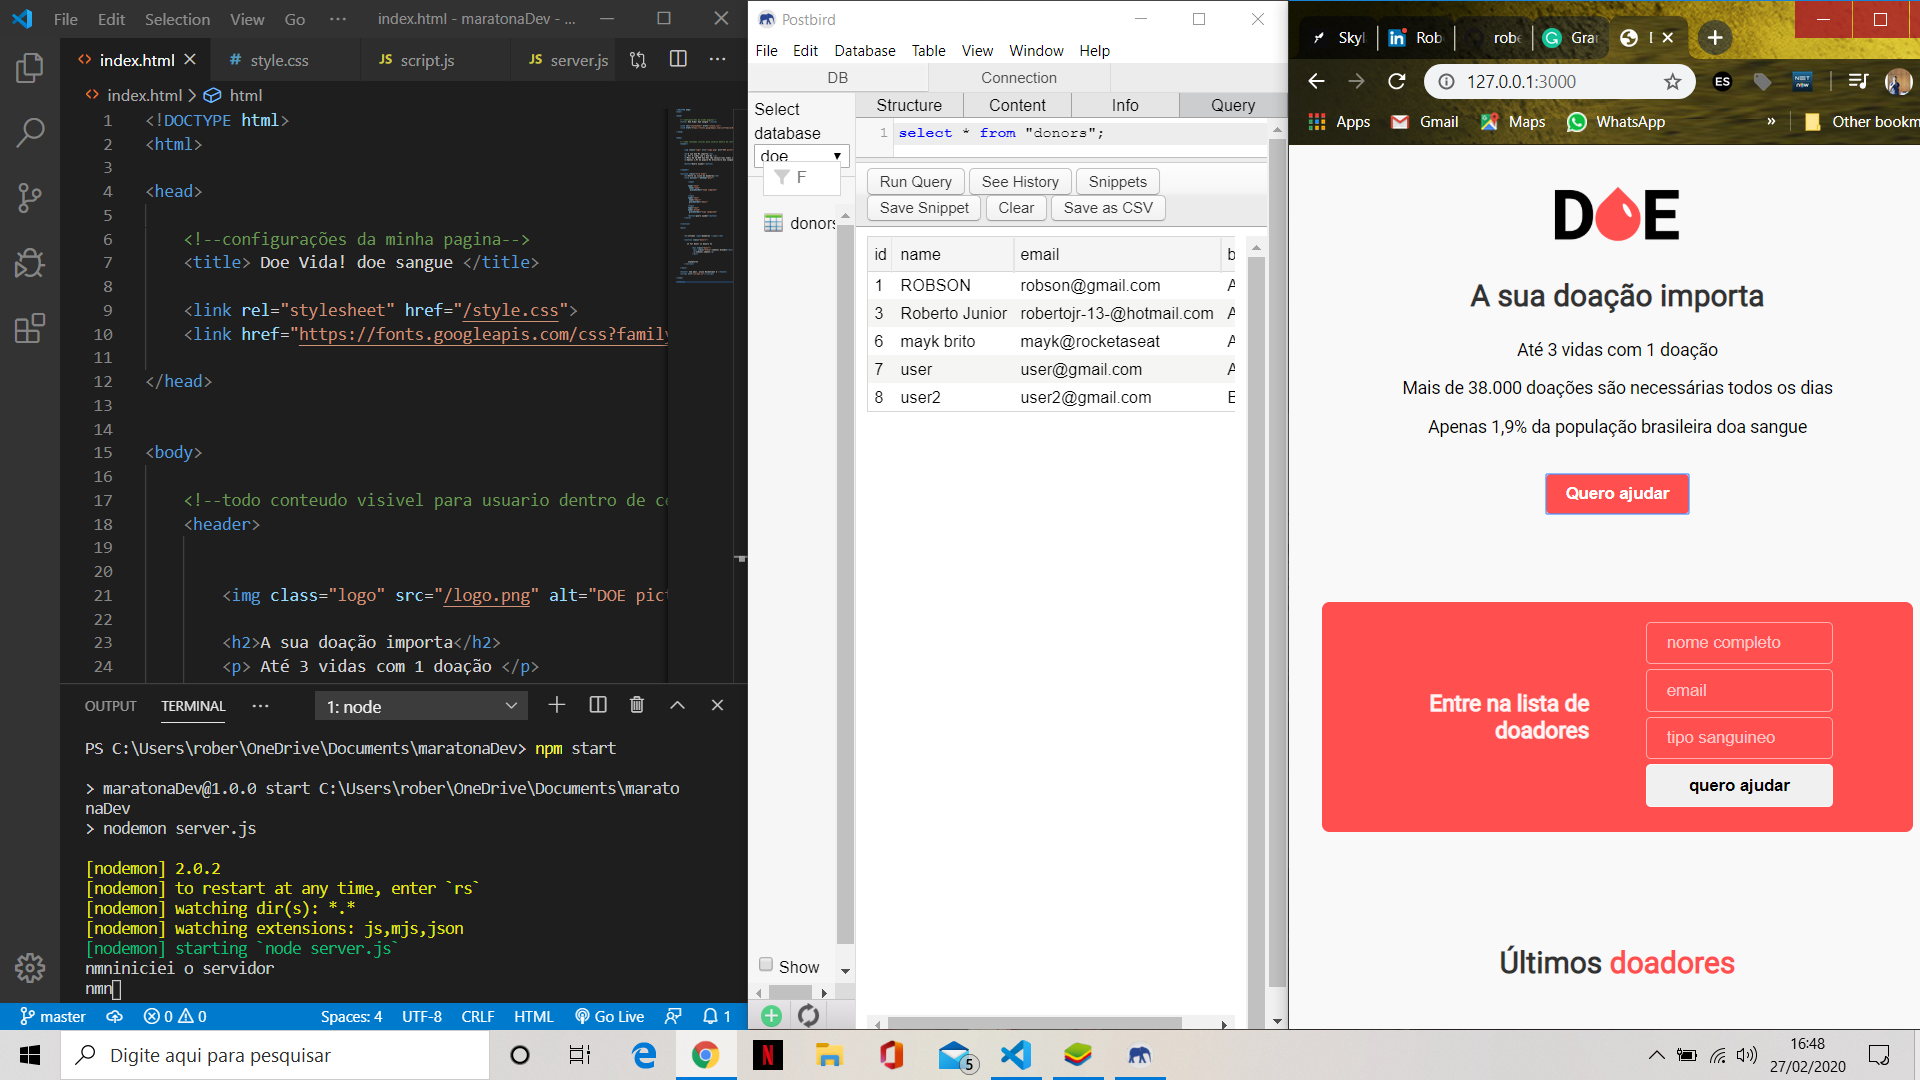 File Edit Selection View Go ··· index.html - maratonaDev - ...
index.html
# style.css
JS script.js
JS server.js
index.html > html
1 <!DOCTYPE html>
2 <html>
3
4 <head>
5
6 <!--configurações da minha pagina-->
7 <title> Doe Vida! doe sangue </title>
8
9 <link rel="stylesheet" href="/style.css">
10 <link href="https://fonts.googleapis.com/css?family
11
12 </head>
13
14
15 <body>
16
17 <!--todo conteudo visivel para usuario dentro de
18 <header>
19
20
21 <img class="logo" src="/logo.png" alt="DOE pict
22
23 <h2>A sua doação importa</h2>
24 <p> Até 3 vidas com 1 doação </p>
OUTPUT TERMINAL ··· 1: node
PS C:\Users\rober\OneDrive\Documents\maratonaDev> npm start
> maratonaDev@1.0.0 start C:\Users\rober\OneDrive\Documents\marato
naDev
> nodemon server.js
[nodemon] 2.0.2
[nodemon] to restart at any time, enter `rs`
[nodemon] watching dir(s): *.*
[nodemon] watching extensions: js,mjs,json
[nodemon] starting `node server.js`
nmniniciei o servidor
nmn
master 0 0 Spaces: 4 UTF-8 CRLF HTML Go Live 1
Postbird
File Edit Database Table View Window Help
DB Connection
Select
database
doe
F
donors
Show
Structure Content Info Query
1 select * from "donors";
Run Query See History Snippets
Save Snippet Clear Save as CSV
id name email b
1 ROBSON robson@gmail.com A
3 Roberto Junior robertojr-13-@hotmail.com A
6 mayk brito mayk@rocketaseat A
7 user user@gmail.com A
8 user2 user2@gmail.com B
Skyl Rob robe Gra
127.0.0.1:3000
ES
Apps Gmail Maps WhatsApp » Other bookm
DOE
A sua doação importa
Até 3 vidas com 1 doação
Mais de 38.000 doações são necessárias todos os dias
Apenas 1,9% da população brasileira doa sangue
Quero ajudar
Entre na lista de
doadores
nome completo
email
tipo sanguineo
quero ajudar
Últimos doadores
Digite aqui para pesquisar
5
16:48
27/02/2020